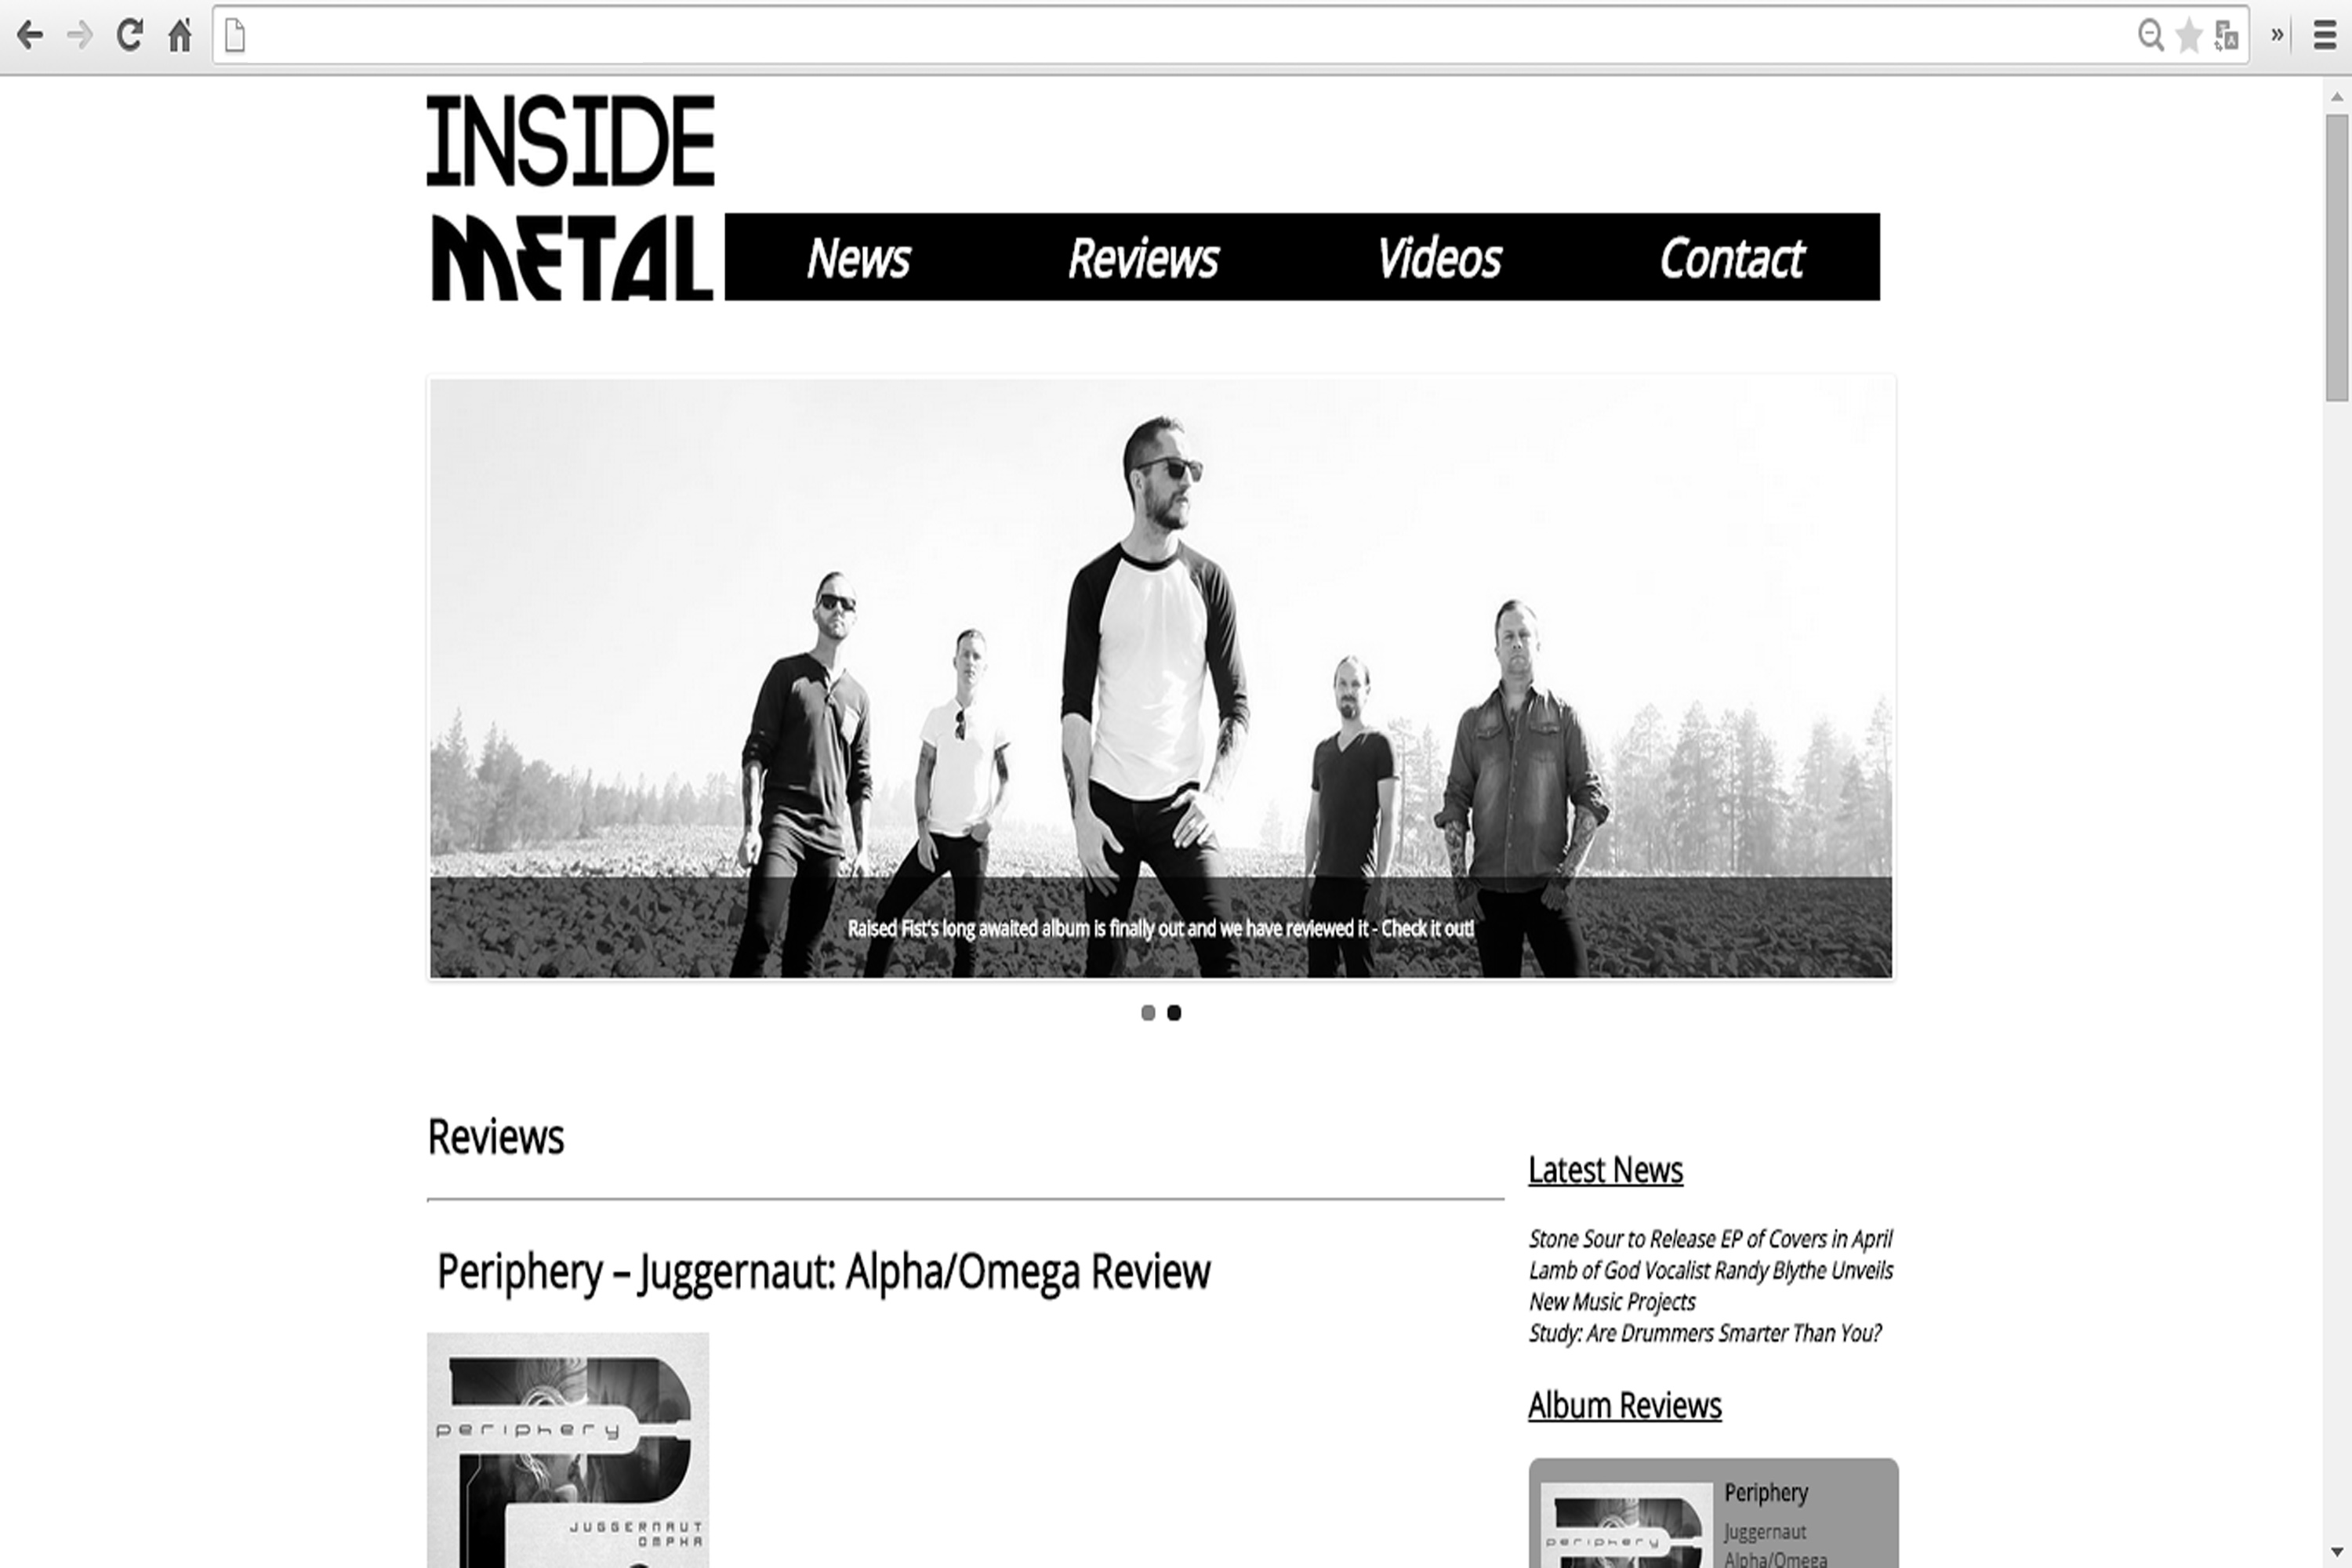 INSIDE
METAL
News Reviews Videos Contact
Raised Fist's long awaited album is finally out and we have reviewed it - Check it out!
Reviews
Periphery – Juggernaut: Alpha/Omega Review
periphery
JUGGERNAUT
OMPHA
Latest News
Stone Sour to Release EP of Covers in April
Lamb of God Vocalist Randy Blythe Unveils
New Music Projects
Study: Are Drummers Smarter Than You?
Album Reviews
periphery
Periphery
Juggernaut
Alpha/Omega